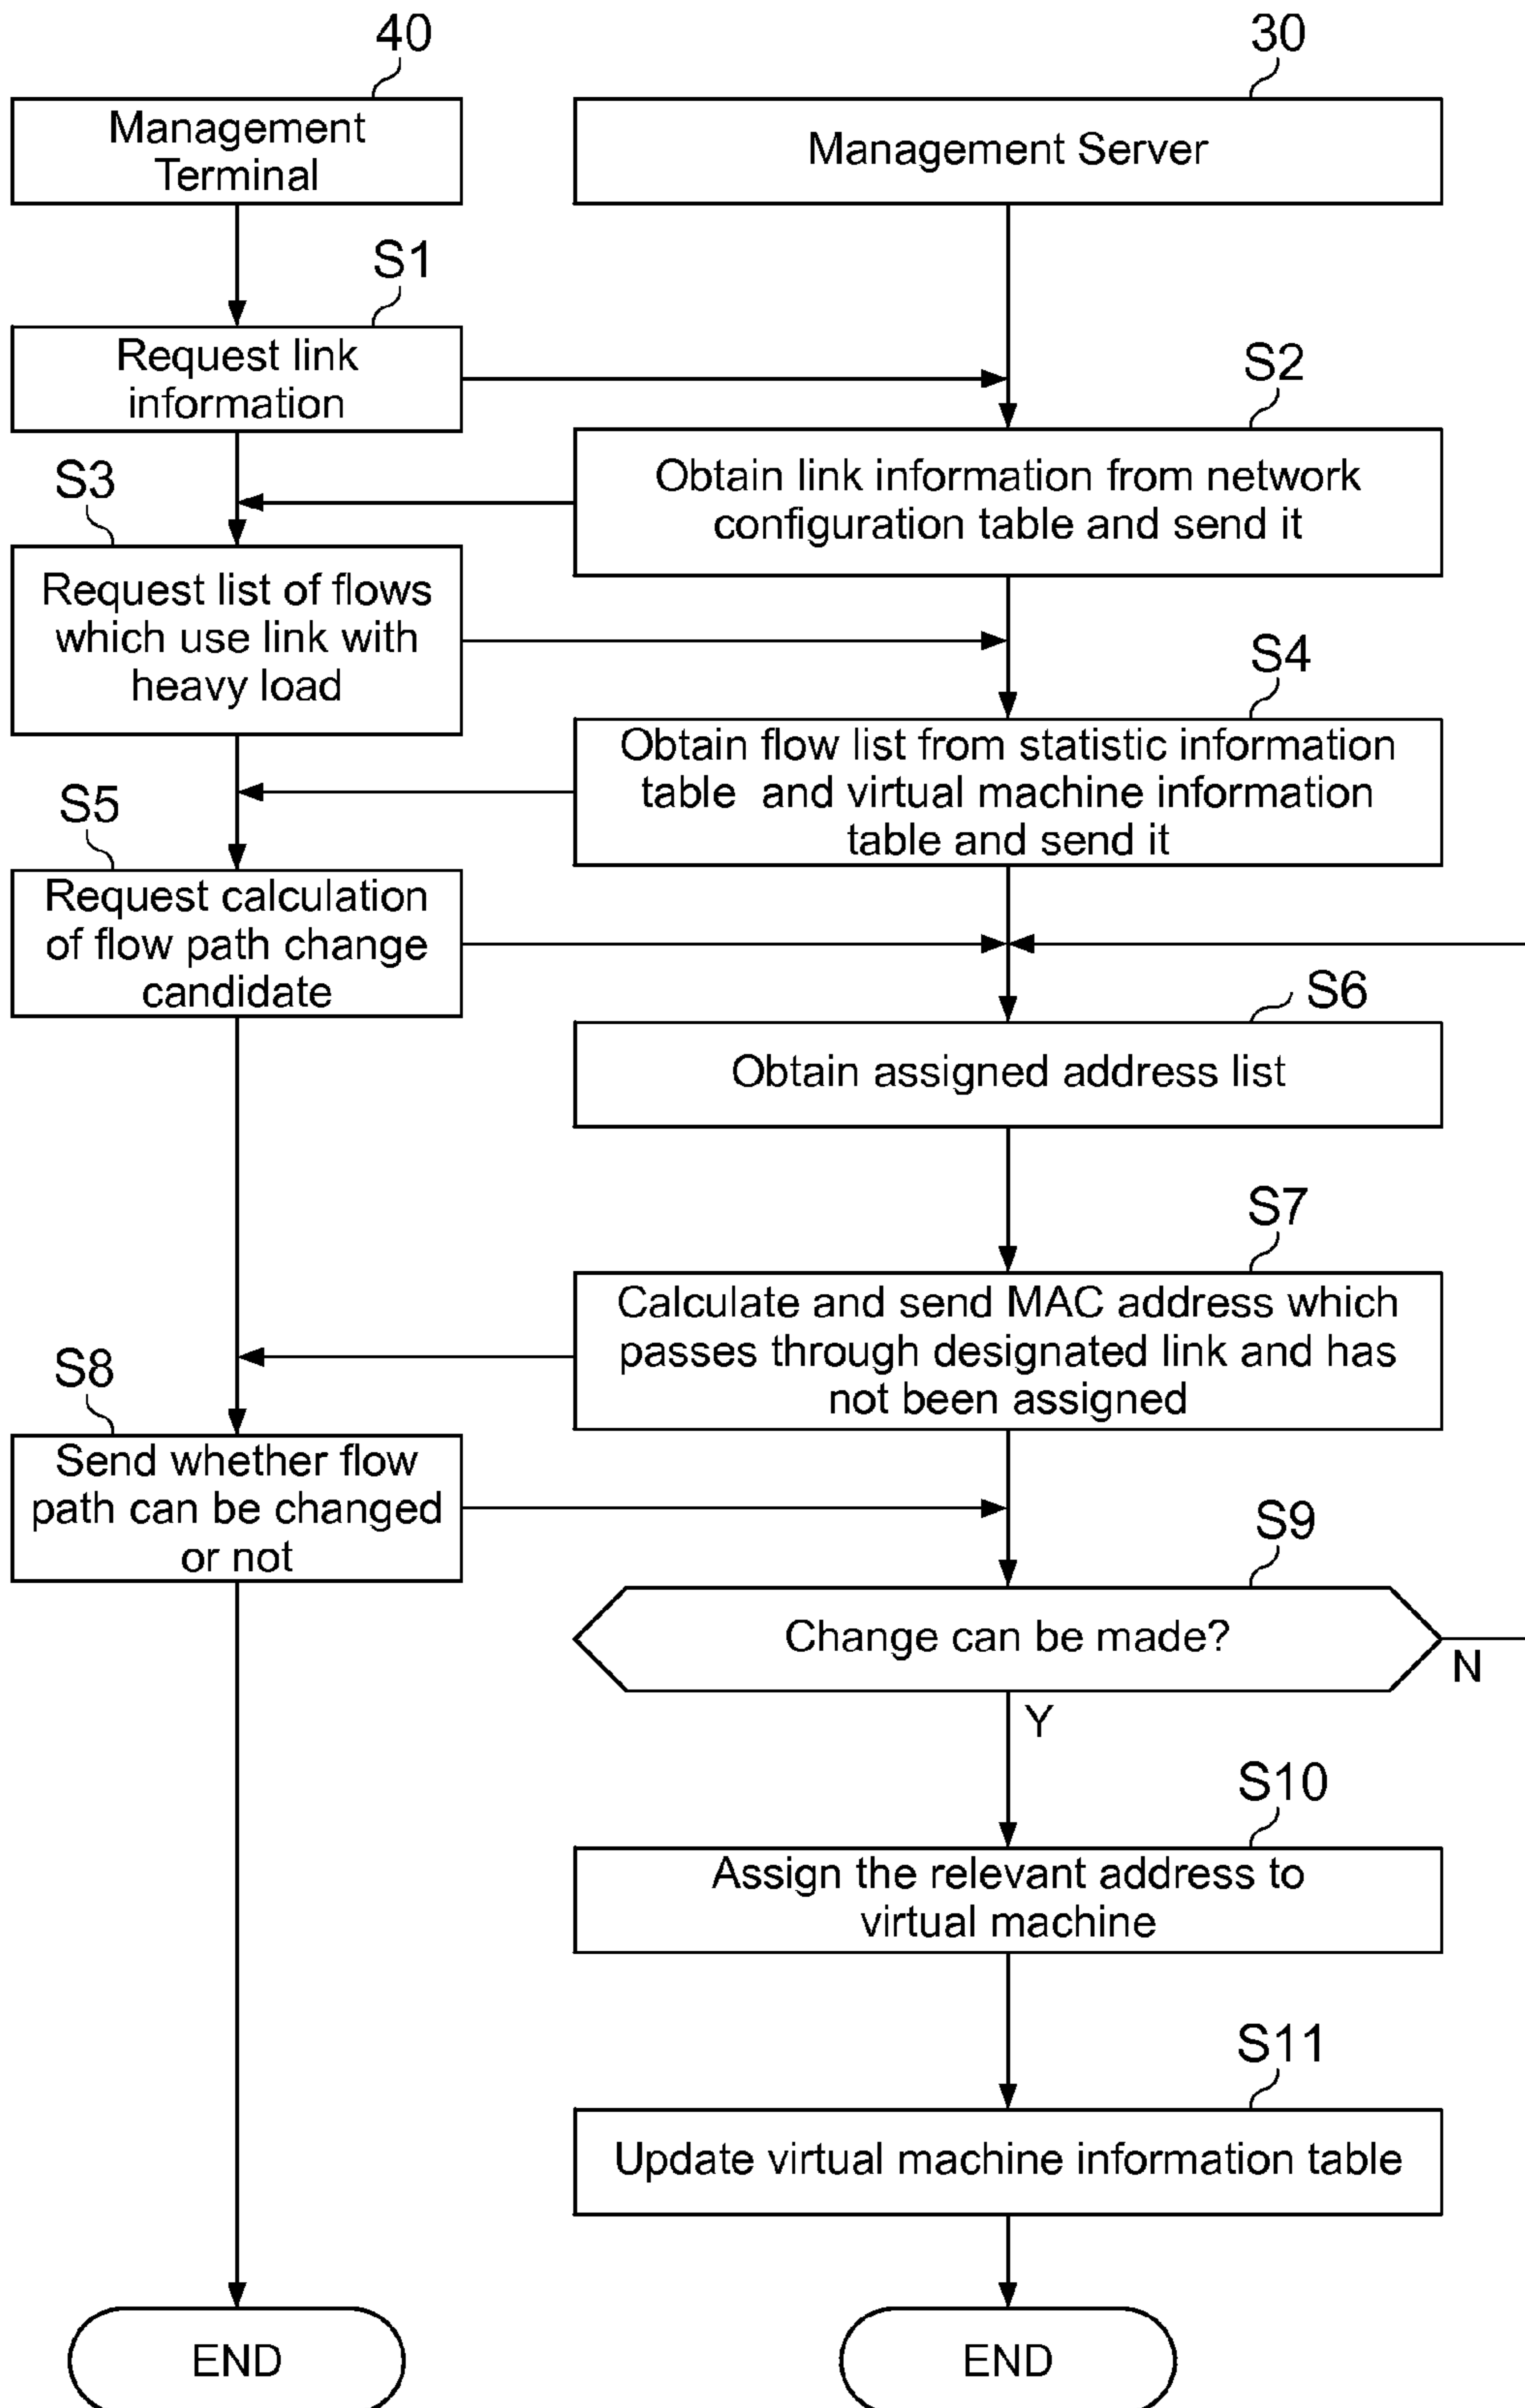 40
30
Management
Terminal
Management Server
S1
Request link
information
S2
Obtain link information from network
configuration table and send it
S3
Request list of flows
which use link with
heavy load
S4
Obtain flow list from statistic information
table and virtual machine information
table and send it
S5
Request calculation
of flow path change
candidate
S6
Obtain assigned address list
S7
Calculate and send MAC address which
passes through designated link and has
not been assigned
S8
Send whether flow
path can be changed
or not
S9
Change can be made?
N
Y
S10
Assign the relevant address to
virtual machine
S11
Update virtual machine information table
END
END